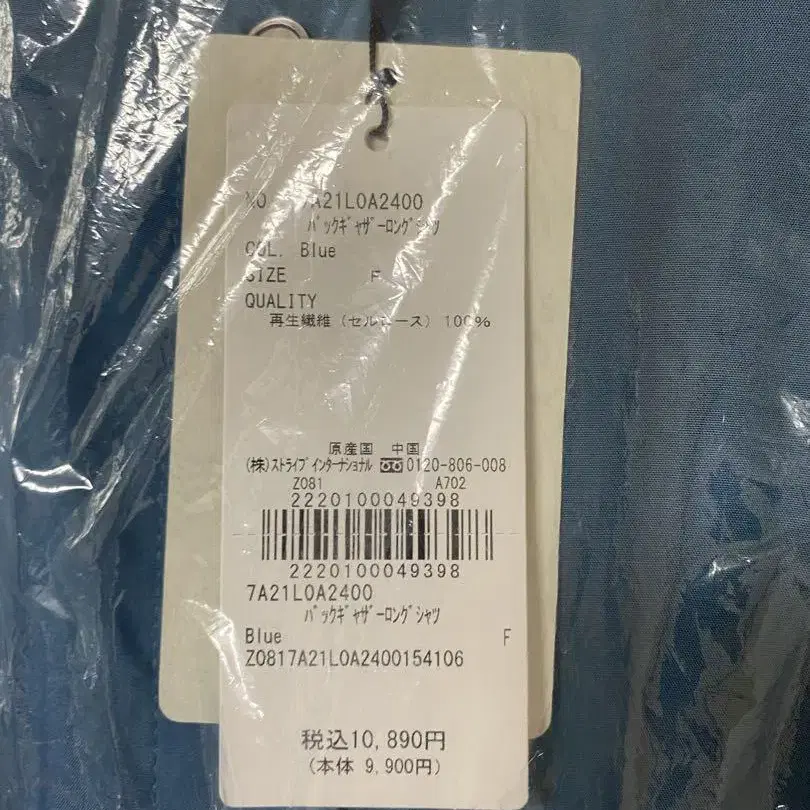 NO. 7A21L0A2400
ﾊﾞｯｸｷﾞｬｻﾞｰﾛﾝｸﾞｼｬﾂ
COL. Blue
SIZE F
QUALITY
再生繊維（セルロース）100%
原産国 中国
(株)ｽﾄﾗｲﾌﾟｲﾝﾀｰﾅｼｮﾅﾙ 0120-806-008
Z081 A702
2220100049398
2220100049398
7A21L0A2400
ﾊﾞｯｸｷﾞｬｻﾞｰﾛﾝｸﾞｼｬﾂ
Blue F
Z0817A21L0A2400154106
税込10,890円
(本体 9,900円)